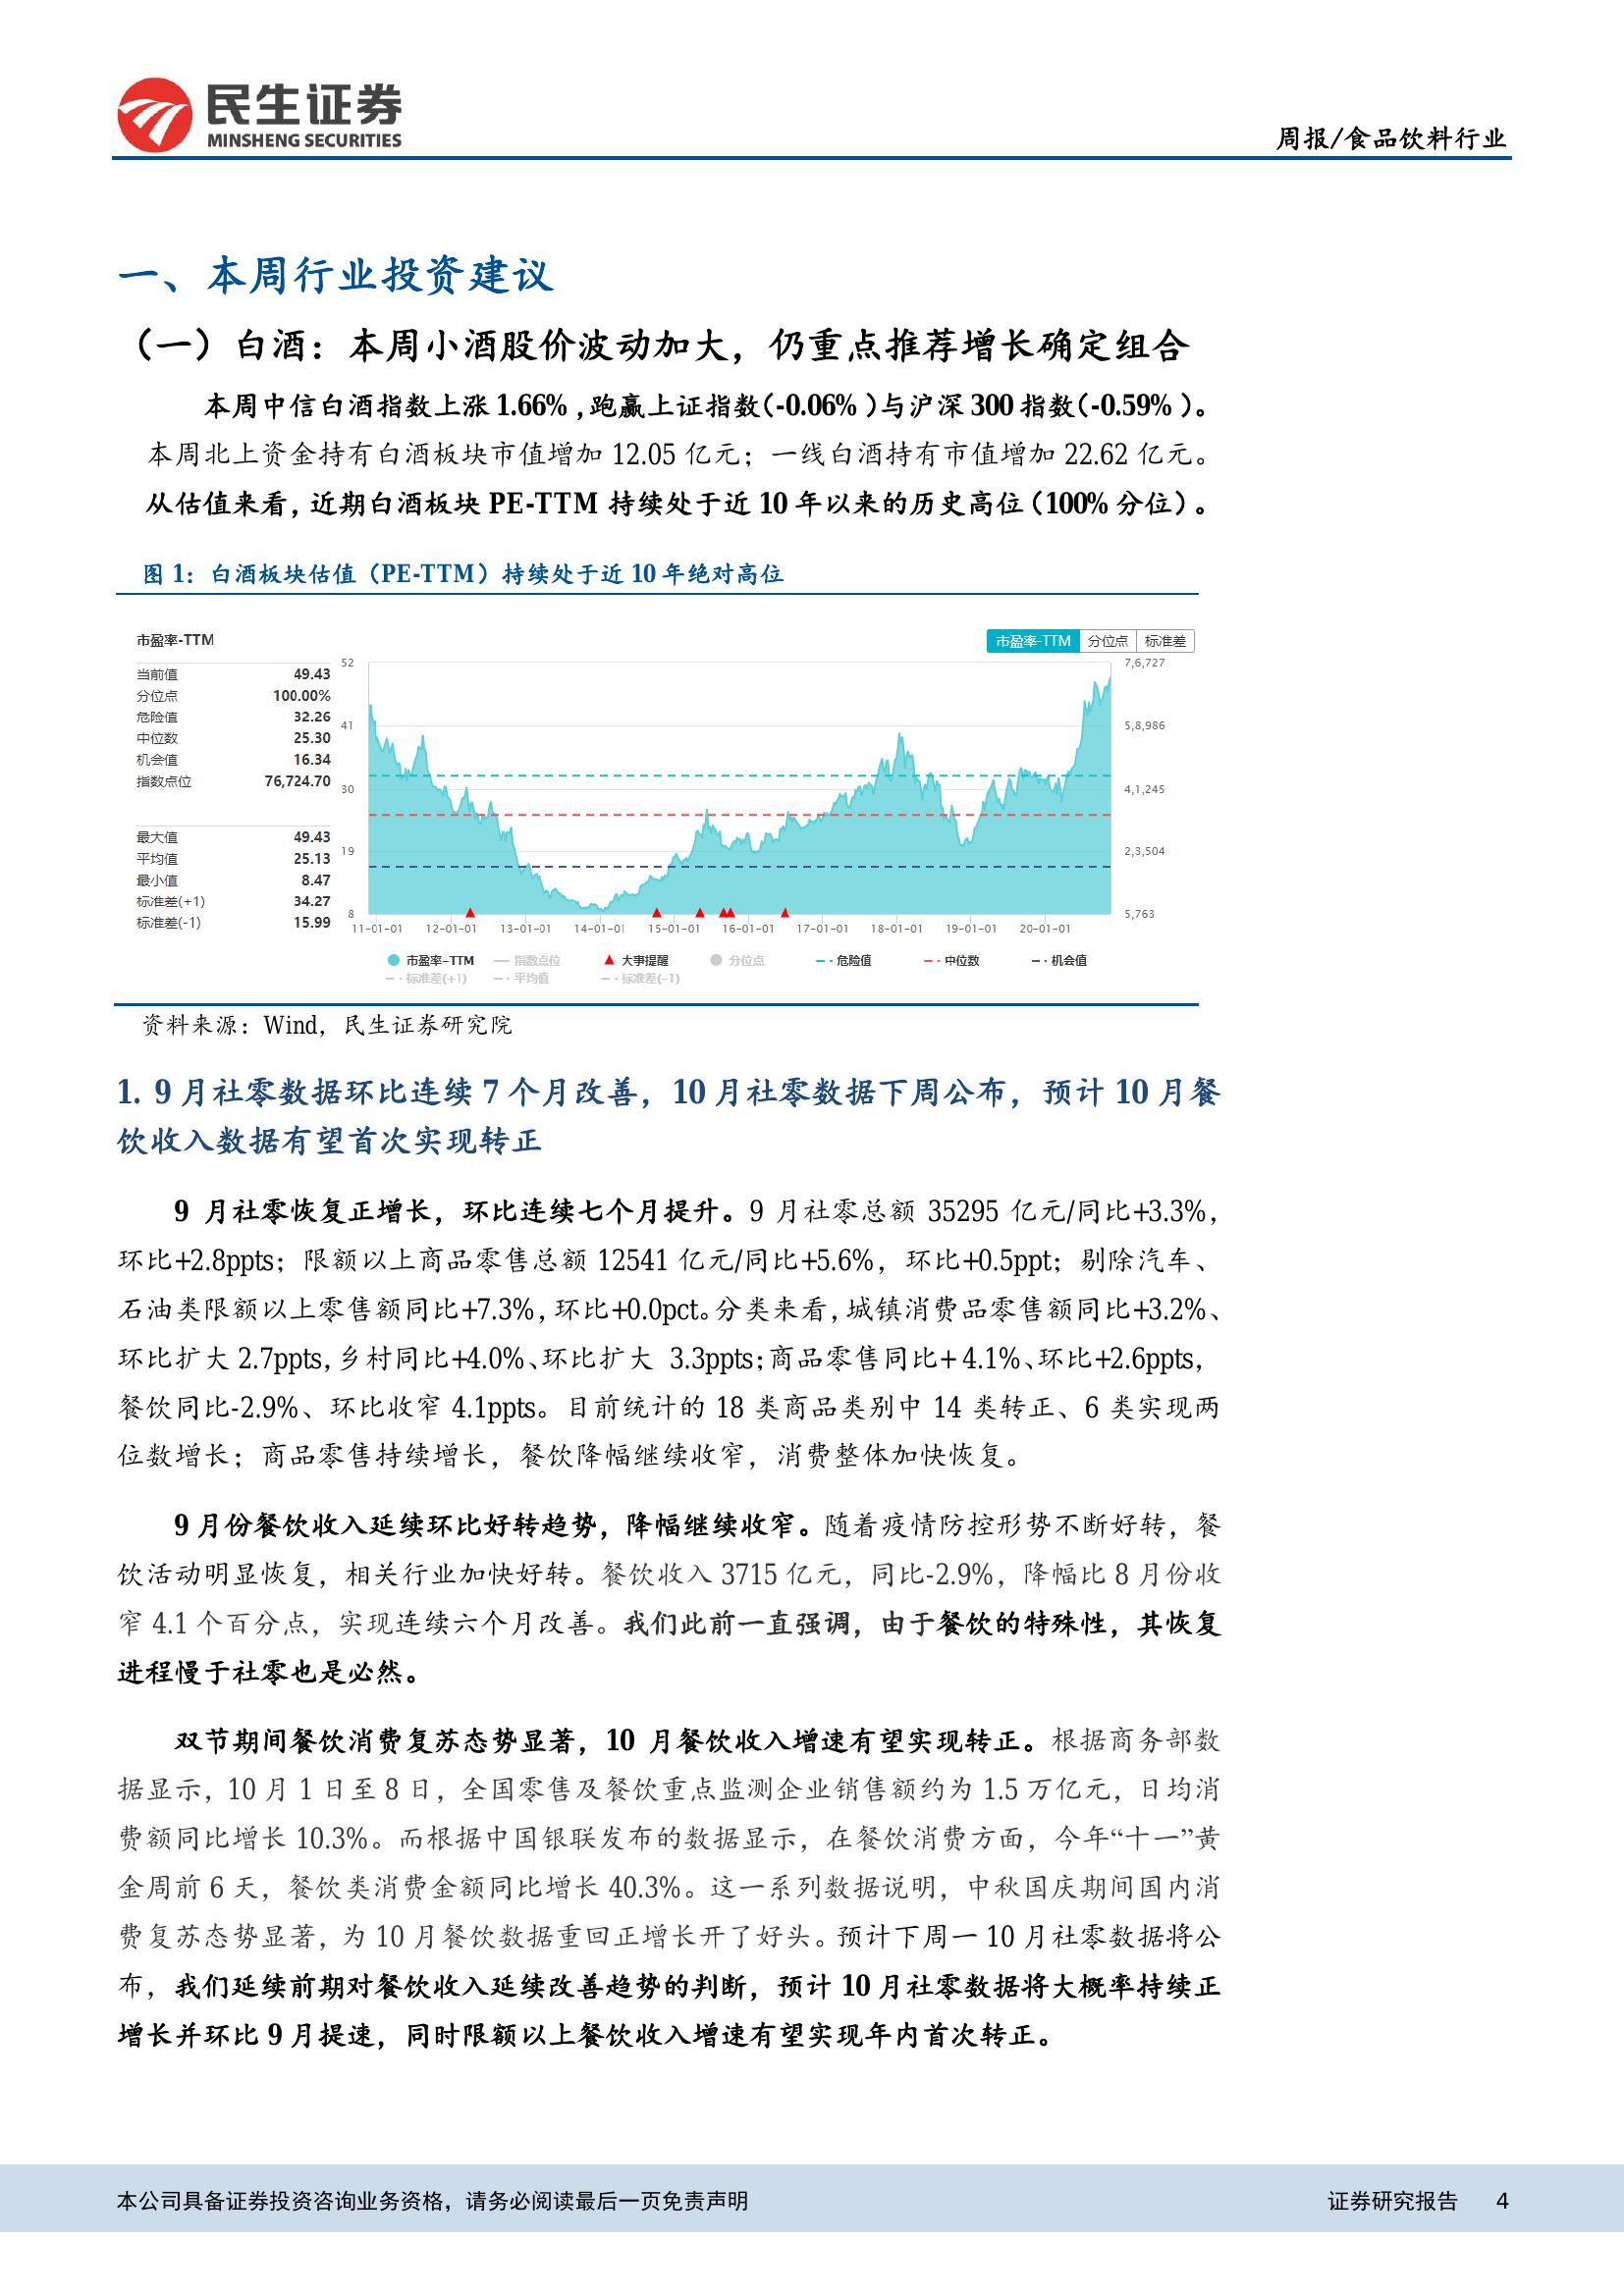 民生证券
MINSHENG SECURITIES
周报/食品饮料行业
一、本周行业投资建议
（一）白酒：本周小酒股价波动加大，仍重点推荐增长确定组合
本周中信白酒指数上涨 1.66%，跑赢上证指数（-0.06%）与沪深 300 指数（-0.59%）。
本周北上资金持有白酒板块市值增加 12.05 亿元；一线白酒持有市值增加 22.62 亿元。
从估值来看，近期白酒板块 PE-TTM 持续处于近 10 年以来的历史高位（100%分位）。
图 1：白酒板块估值（PE-TTM）持续处于近 10 年绝对高位
市盈率-TTM
市盈率-TTM 分位点 标准差
当前值 49.43
分位点 100.00%
危险值 32.26
中位数 25.30
机会值 16.34
指数点位 76,724.70
最大值 49.43
平均值 25.13
最小值 8.47
标准差(+1) 34.27
标准差(-1) 15.99
52
41
30
19
8
7,6,727
5,8,986
4,1,245
2,3,504
5,763
11-01-01 12-01-01 13-01-01 14-01-01 15-01-01 16-01-01 17-01-01 18-01-01 19-01-01 20-01-01
市盈率-TTM 指数点位 大事提醒 分位点 危险值 中位数 机会值
标准差(+1) 平均值 标准差(-1)
资料来源：Wind，民生证券研究院
1. 9 月社零数据环比连续 7 个月改善，10 月社零数据下周公布，预计 10 月餐
饮收入数据有望首次实现转正
9 月社零恢复正增长，环比连续七个月提升。9 月社零总额 35295 亿元/同比+3.3%，
环比+2.8ppts；限额以上商品零售总额 12541 亿元/同比+5.6%，环比+0.5ppt；剔除汽车、
石油类限额以上零售额同比+7.3%，环比+0.0pct。分类来看，城镇消费品零售额同比+3.2%、
环比扩大 2.7ppts，乡村同比+4.0%、环比扩大 3.3ppts；商品零售同比+ 4.1%、环比+2.6ppts，
餐饮同比-2.9%、环比收窄 4.1ppts。目前统计的 18 类商品类别中 14 类转正、6 类实现两
位数增长；商品零售持续增长，餐饮降幅继续收窄，消费整体加快恢复。
9 月份餐饮收入延续环比好转趋势，降幅继续收窄。随着疫情防控形势不断好转，餐
饮活动明显恢复，相关行业加快好转。餐饮收入 3715 亿元，同比-2.9%，降幅比 8 月份收
窄 4.1 个百分点，实现连续六个月改善。我们此前一直强调，由于餐饮的特殊性，其恢复
进程慢于社零也是必然。
双节期间餐饮消费复苏态势显著，10 月餐饮收入增速有望实现转正。根据商务部数
据显示，10 月 1 日至 8 日，全国零售及餐饮重点监测企业销售额约为 1.5 万亿元，日均消
费额同比增长 10.3%。而根据中国银联发布的数据显示，在餐饮消费方面，今年“十一”黄
金周前 6 天，餐饮类消费金额同比增长 40.3%。这一系列数据说明，中秋国庆期间国内消
费复苏态势显著，为 10 月餐饮数据重回正增长开了好头。预计下周一 10 月社零数据将公
布，我们延续前期对餐饮收入延续改善趋势的判断，预计 10 月社零数据将大概率持续正
增长并环比 9 月提速，同时限额以上餐饮收入增速有望实现年内首次转正。
本公司具备证券投资咨询业务资格，请务必阅读最后一页免责声明
证券研究报告 4